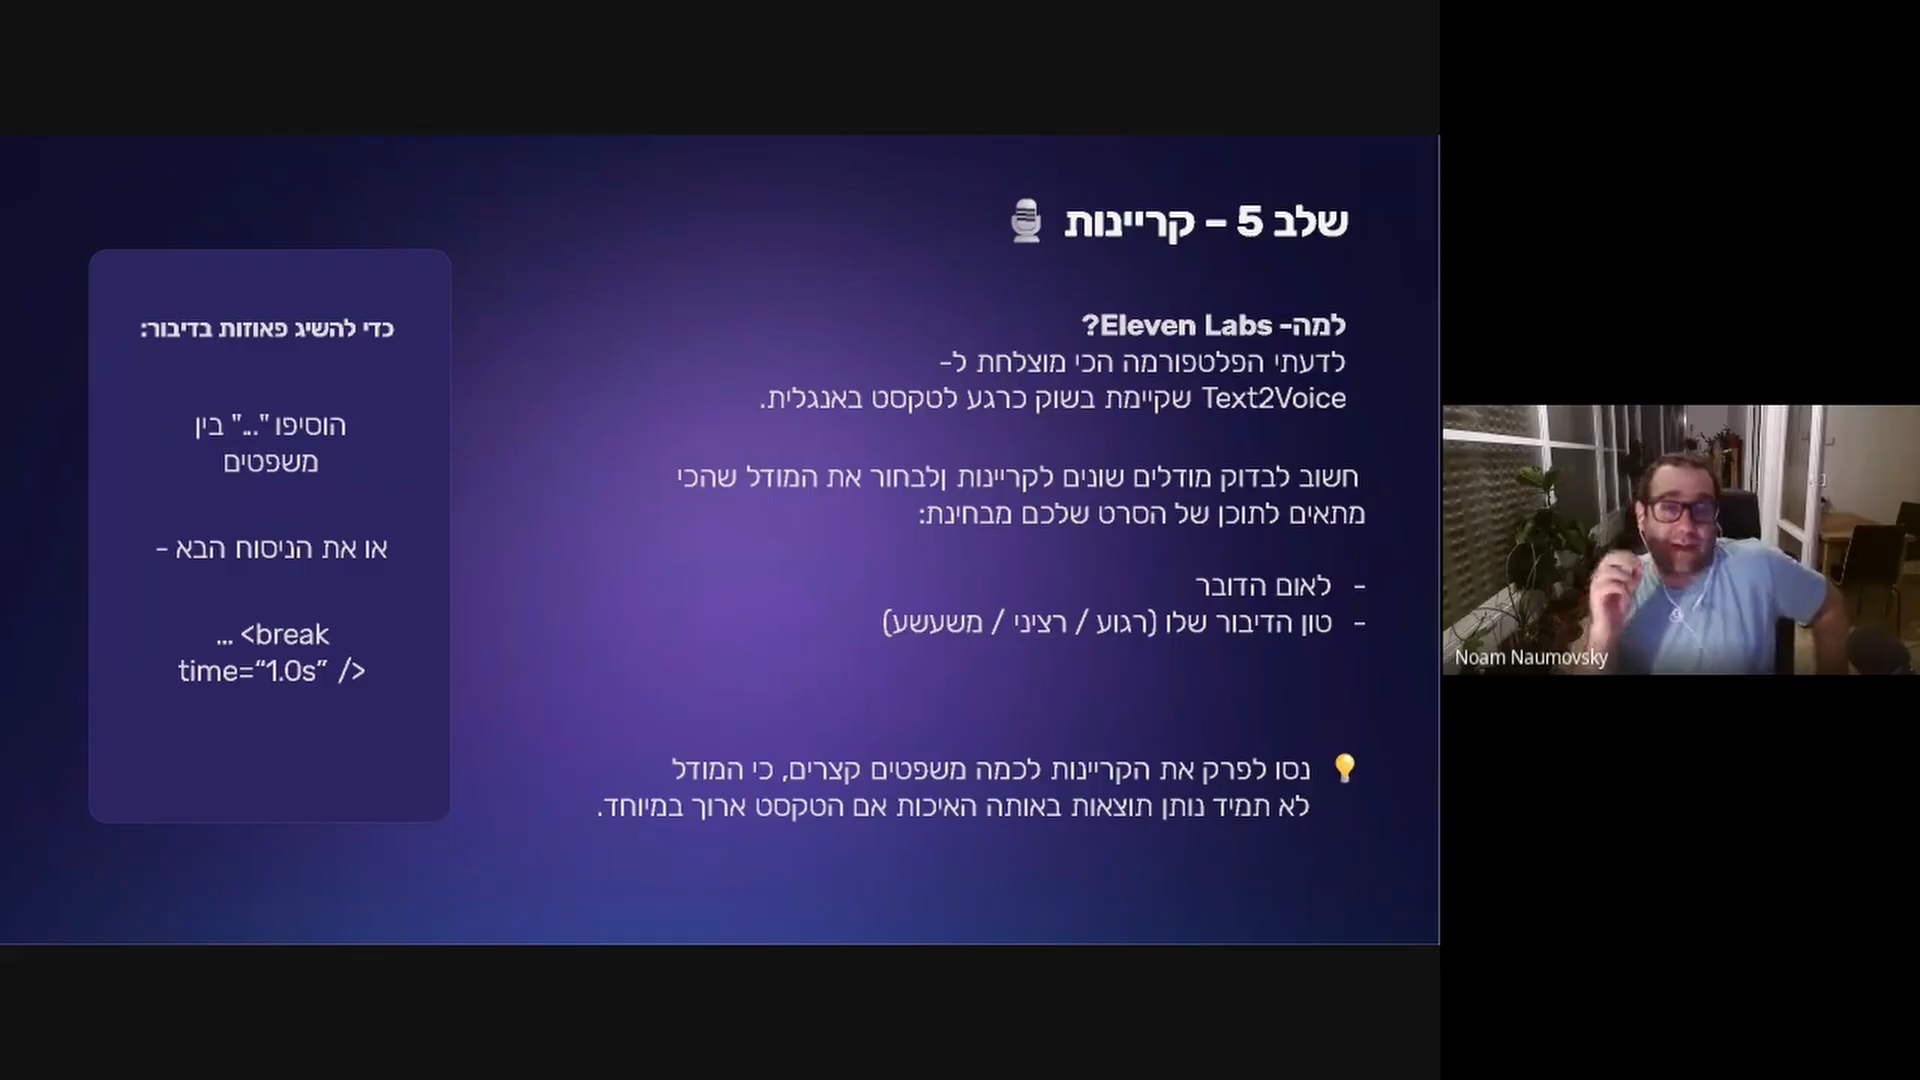 שלב 5 – קריינות
למה- Eleven Labs?
לדעתי הפלטפורמה הכי מוצלחת ל-
Text2Voice שקיימת בשוק כרגע לטקסט באנגלית.
חשוב לבדוק מודלים שונים לקריינות ולבחור את המודל שהכי
מתאים לתוכן של הסרט שלכם מבחינת:
- לאום הדובר
- טון הדיבור שלו (רגוע / רציני / משעשע)
נסו לפרק את הקריינות לכמה משפטים קצרים, כי המודל
לא תמיד נותן תוצאות באותה האיכות אם הטקסט ארוך במיוחד.
כדי להשיג פאוזות בדיבור:
הוסיפו "..." בין
משפטים
או את הניסוח הבא -
... <break
time=“1.0s” />
Noam Naumovsky